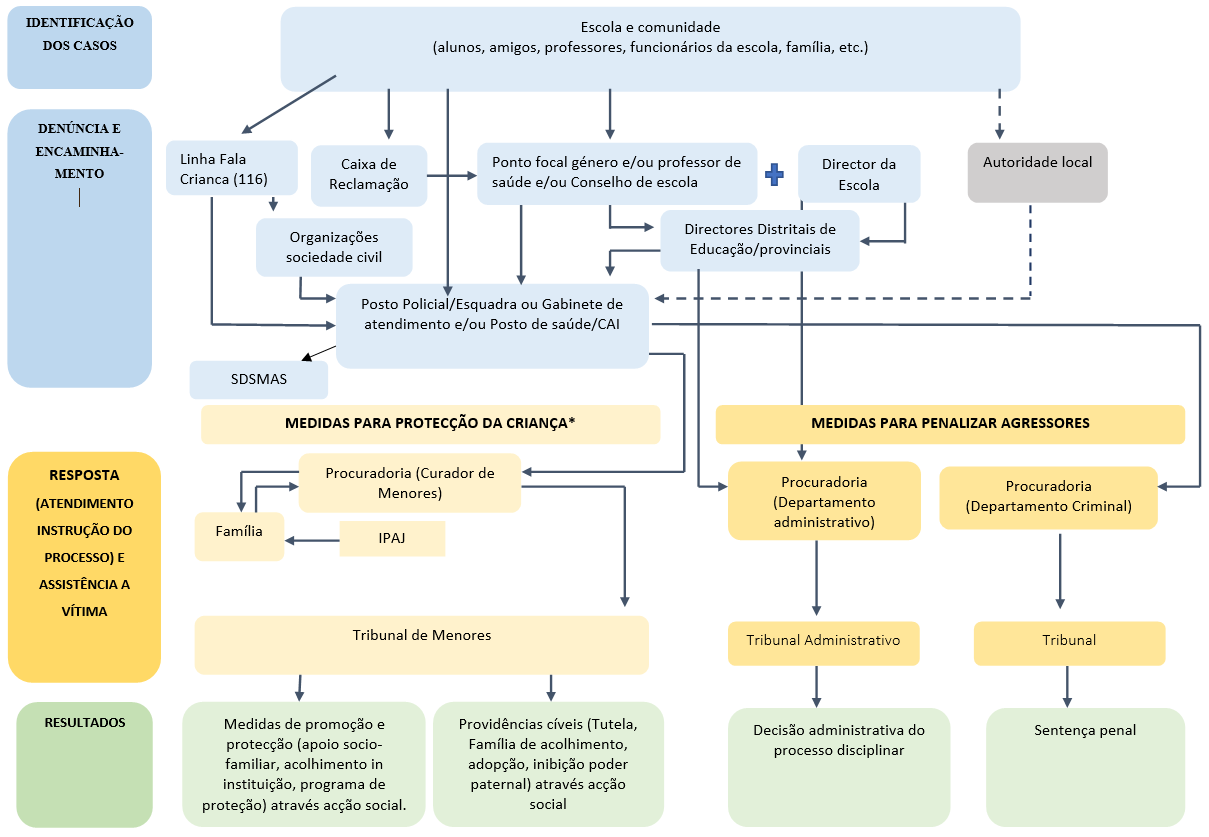 IDENTIFICAÇÃO
DOS CASOS
Escola e comunidade
(alunos, amigos, professores, funcionários da escola, família, etc.)
DENÚNCIA E
ENCAMINHA-
MENTO
Linha Fala
Crianca (116)
Caixa de
Reclamação
Ponto focal género e/ou professor de
saúde e/ou Conselho de escola
Director da
Escola
Autoridade local
Organizações
sociedade civil
Directores Distritais de
Educação/provinciais
Posto Policial/Esquadra ou Gabinete de
atendimento e/ou Posto de saúde/CAI
SDSMAS
MEDIDAS PARA PROTECÇÃO DA CRIANÇA*
MEDIDAS PARA PENALIZAR AGRESSORES
RESPOSTA
(ATENDIMENTO
INSTRUÇÃO DO
PROCESSO) E
ASSISTÊNCIA A
VÍTIMA
Procuradoria (Curador de
Menores)
Família
IPAJ
Procuradoria
(Departamento
administrativo)
Procuradoria
(Departamento Criminal)
Tribunal de Menores
Tribunal Administrativo
Tribunal
RESULTADOS
Medidas de promoção e
protecção (apoio socio-
familiar, acolhimento in
instituição, programa de
proteção) através acção social.
Providências cíveis (Tutela,
Família de acolhimento,
adopção, inibição poder
paternal) através acção
social
Decisão administrativa do
processo disciplinar
Sentença penal